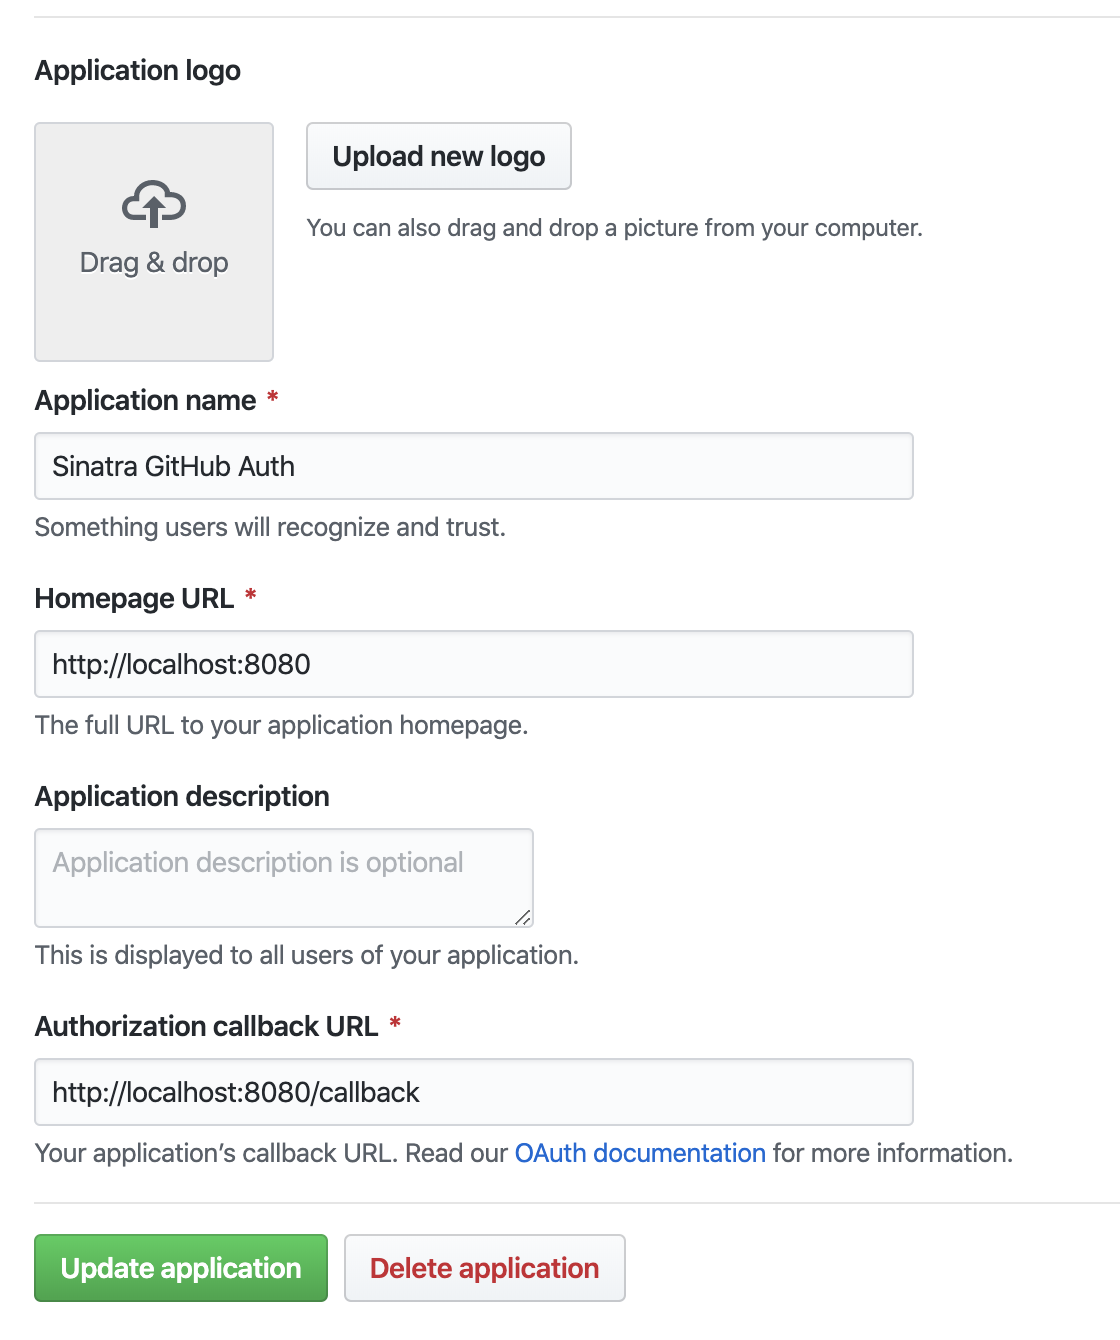 Application logo
Upload new logo
You can also drag and drop a picture from your computer.
Drag & drop
Application name *
Sinatra GitHub Auth
Something users will recognize and trust.
Homepage URL *
http://localhost:8080
The full URL to your application homepage.
Application description
Application description is optional
This is displayed to all users of your application.
Authorization callback URL *
http://localhost:8080/callback
Your application’s callback URL. Read our OAuth documentation for more information.
Update application
Delete application